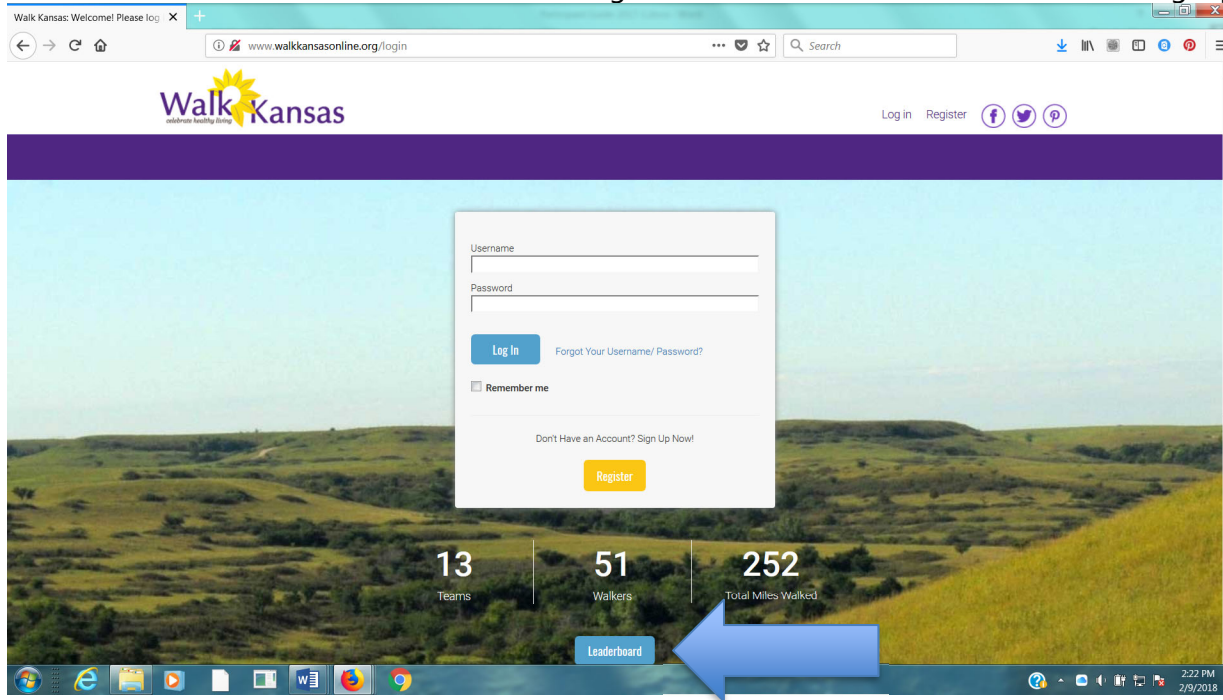 Walk Kansas: Welcome! Please log
www.walkkansasonline.org/login
Search
Walk Kansas
celebrate healthy living
Log in Register
Username
Password
Log In Forgot Your Username/ Password?
Remember me
Don't Have an Account? Sign Up Now!
Register
13 51 252
Teams Walkers Total Miles Walked
Leaderboard
2:22 PM
2/9/2018